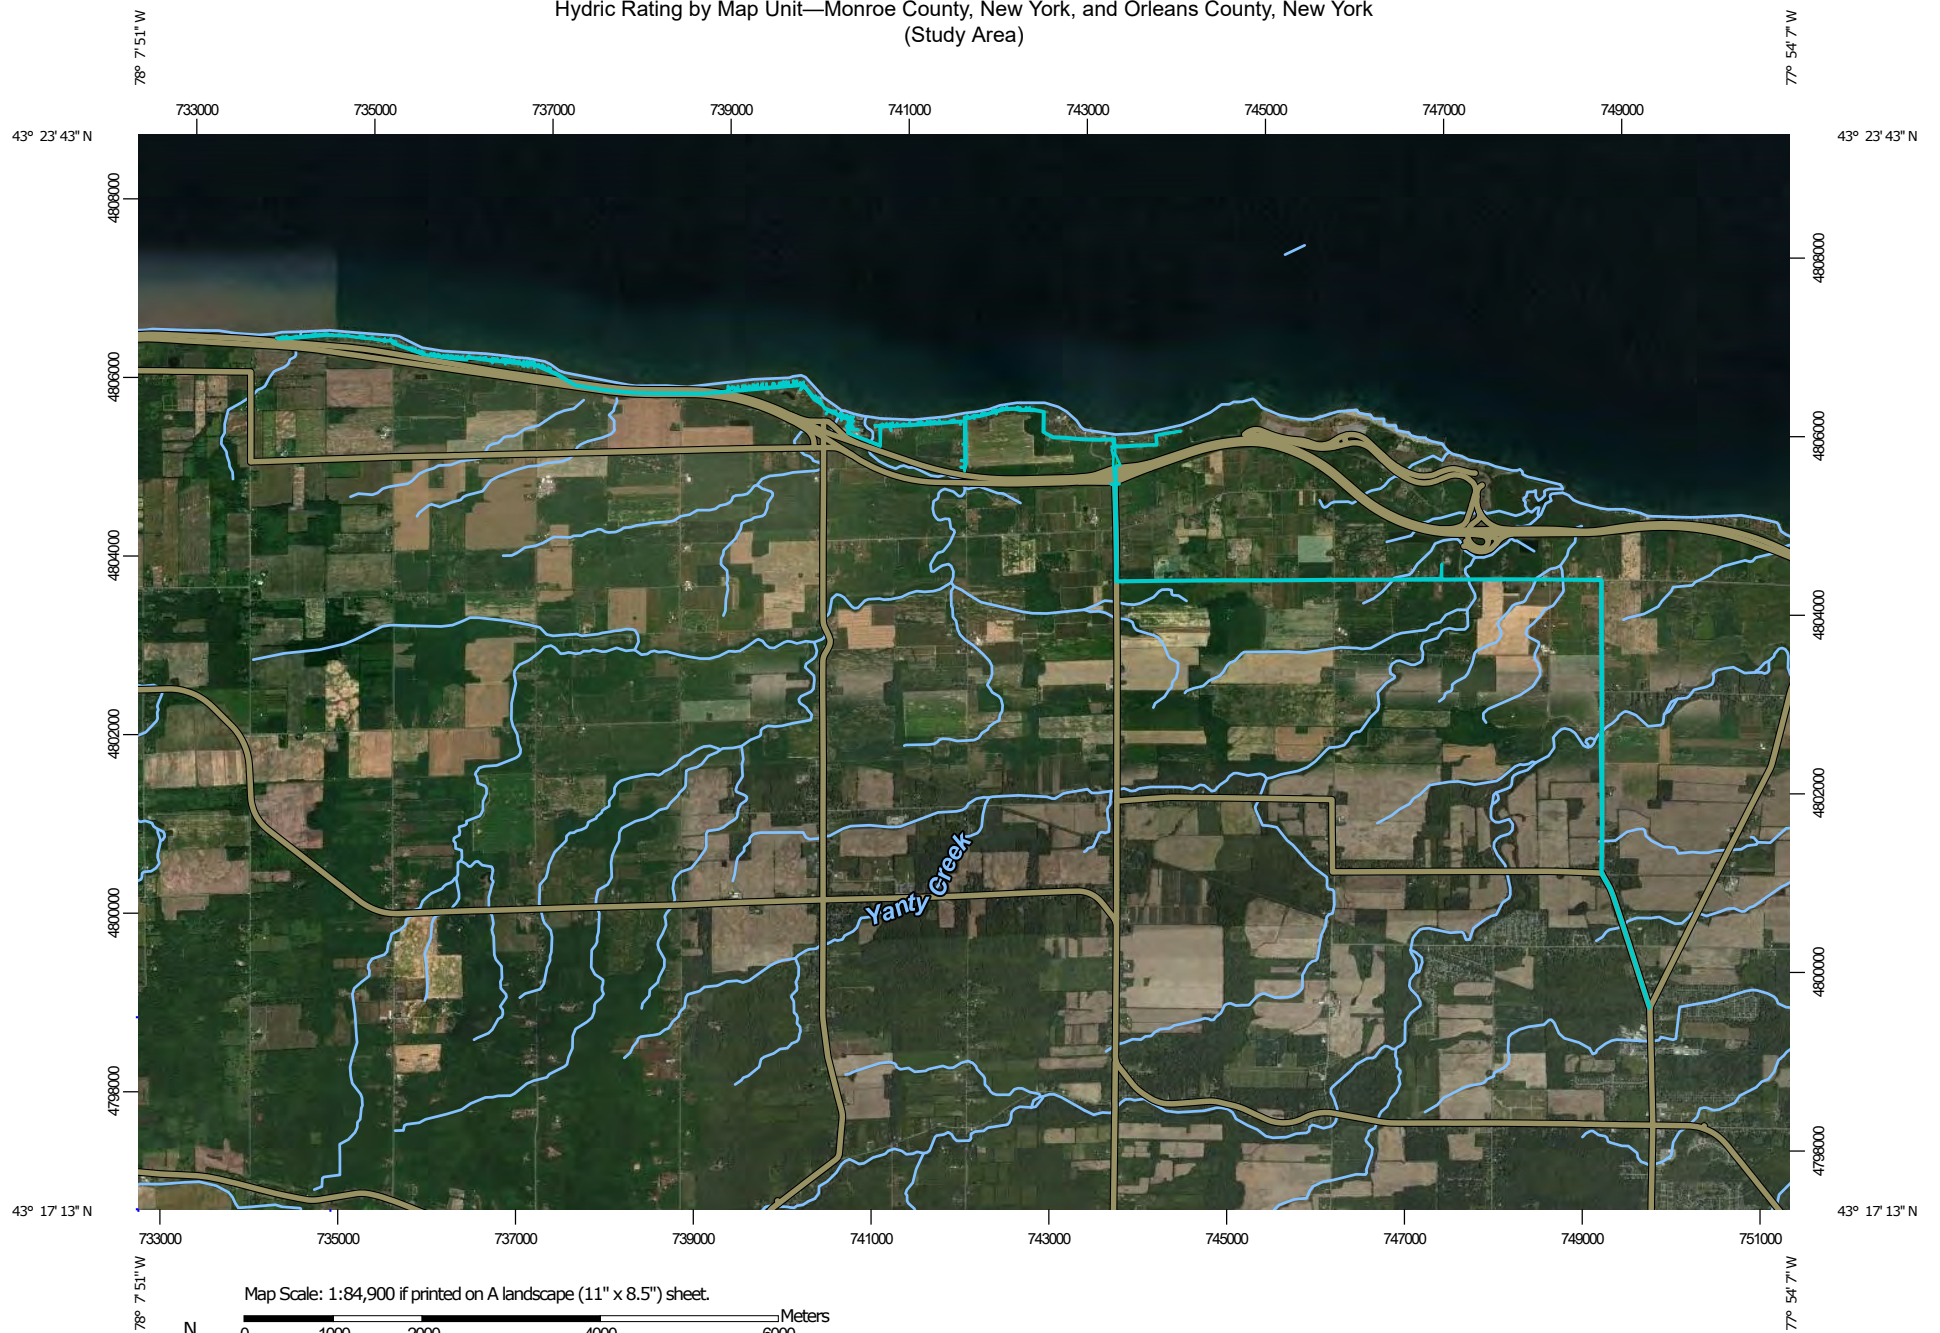 Hydric Rating by Map Unit—Monroe County, New York, and Orleans County, New York
(Study Area)
78° 7' 51" W
77° 54' 7" W
733000 735000 737000 739000 741000 743000 745000 747000 749000
43° 23' 43" N
43° 23' 43" N
4808000
4808000
4806000
4806000
4804000
4804000
4802000
4802000
Yanty Creek
4800000
4800000
4798000
4798000
43° 17' 13" N
43° 17' 13" N
733000 735000 737000 739000 741000 743000 745000 747000 749000 751000
78° 7' 51" W
77° 54' 7" W
Map Scale: 1:84,900 if printed on A landscape (11" x 8.5") sheet.
Meters
N
0 1000 2000 4000 6000